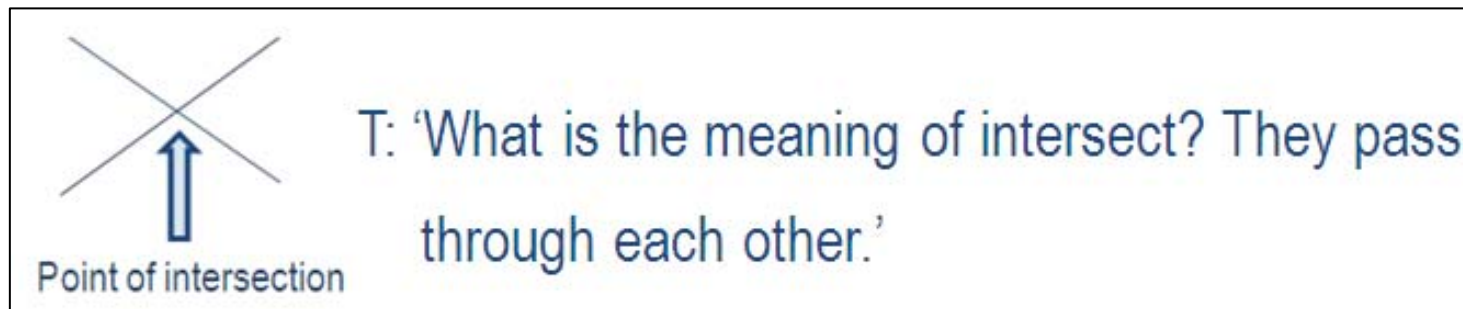 T: ‘What is the meaning of intersect? They pass
through each other.’
Point of intersection